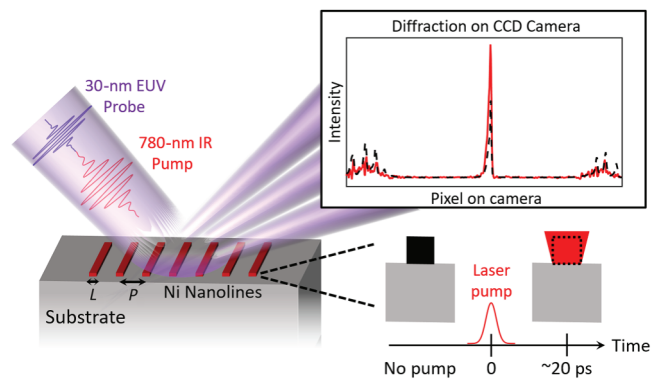 Diffraction on CCD Camera
Intensity
Pixel on camera
30-nm EUV
Probe
780-nm IR
Pump
L
P
Ni Nanolines
Substrate
Laser
pump
No pump
0
~20 ps
Time